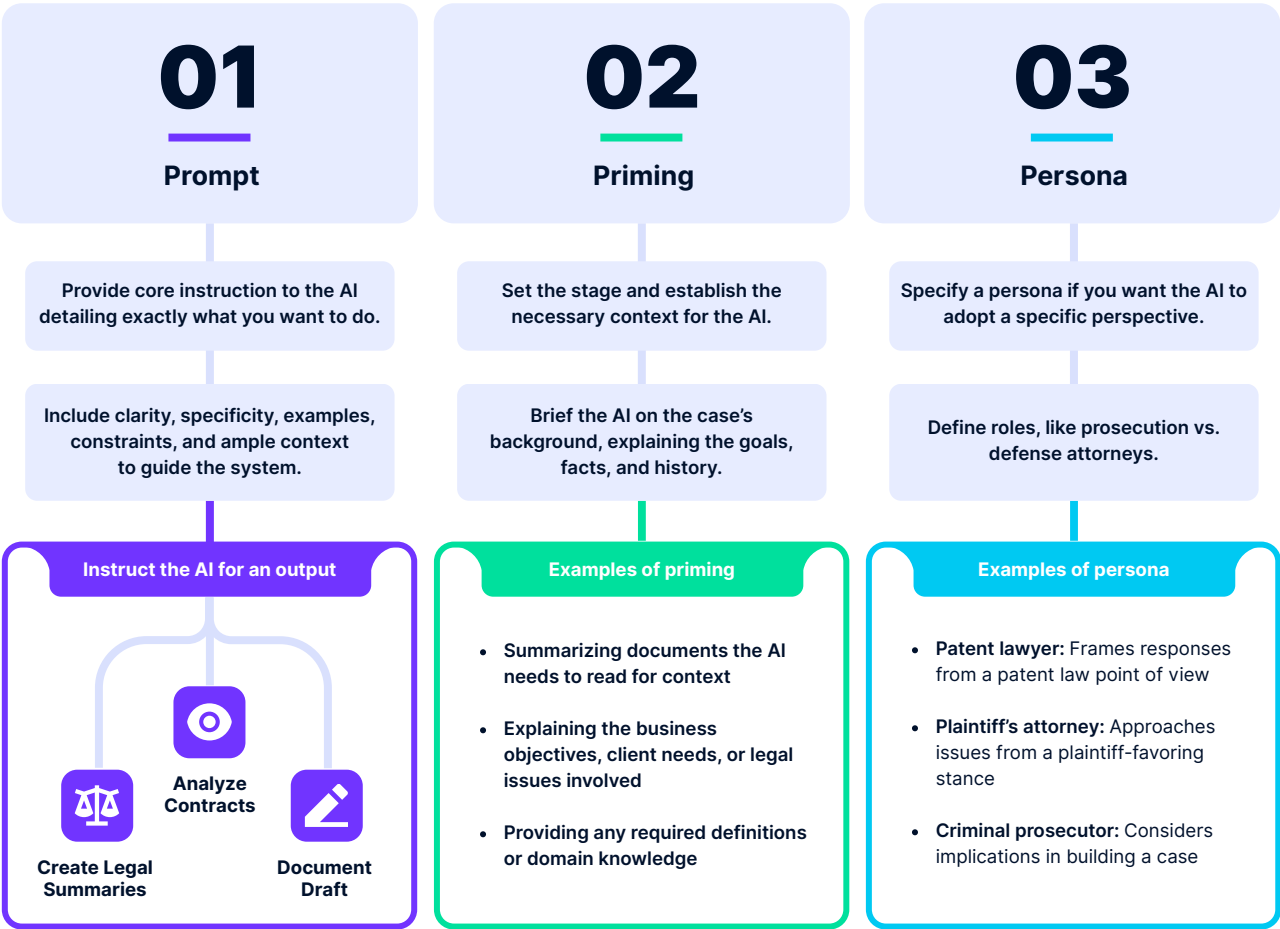 01
Prompt
Provide core instruction to the AI
detailing exactly what you want to do.
Include clarity, specificity, examples,
constraints, and ample context
to guide the system.
Instruct the AI for an output
Analyze
Contracts
Create Legal
Summaries
Document
Draft
02
Priming
Set the stage and establish the
necessary context for the AI.
Brief the AI on the case’s
background, explaining the goals,
facts, and history.
Examples of priming
• Summarizing documents the AI
needs to read for context
• Explaining the business
objectives, client needs, or legal
issues involved
• Providing any required definitions
or domain knowledge
03
Persona
Specify a persona if you want the AI to
adopt a specific perspective.
Define roles, like prosecution vs.
defense attorneys.
Examples of persona
• Patent lawyer: Frames responses
from a patent law point of view
• Plaintiff’s attorney: Approaches
issues from a plaintiff-favoring
stance
• Criminal prosecutor: Considers
implications in building a case